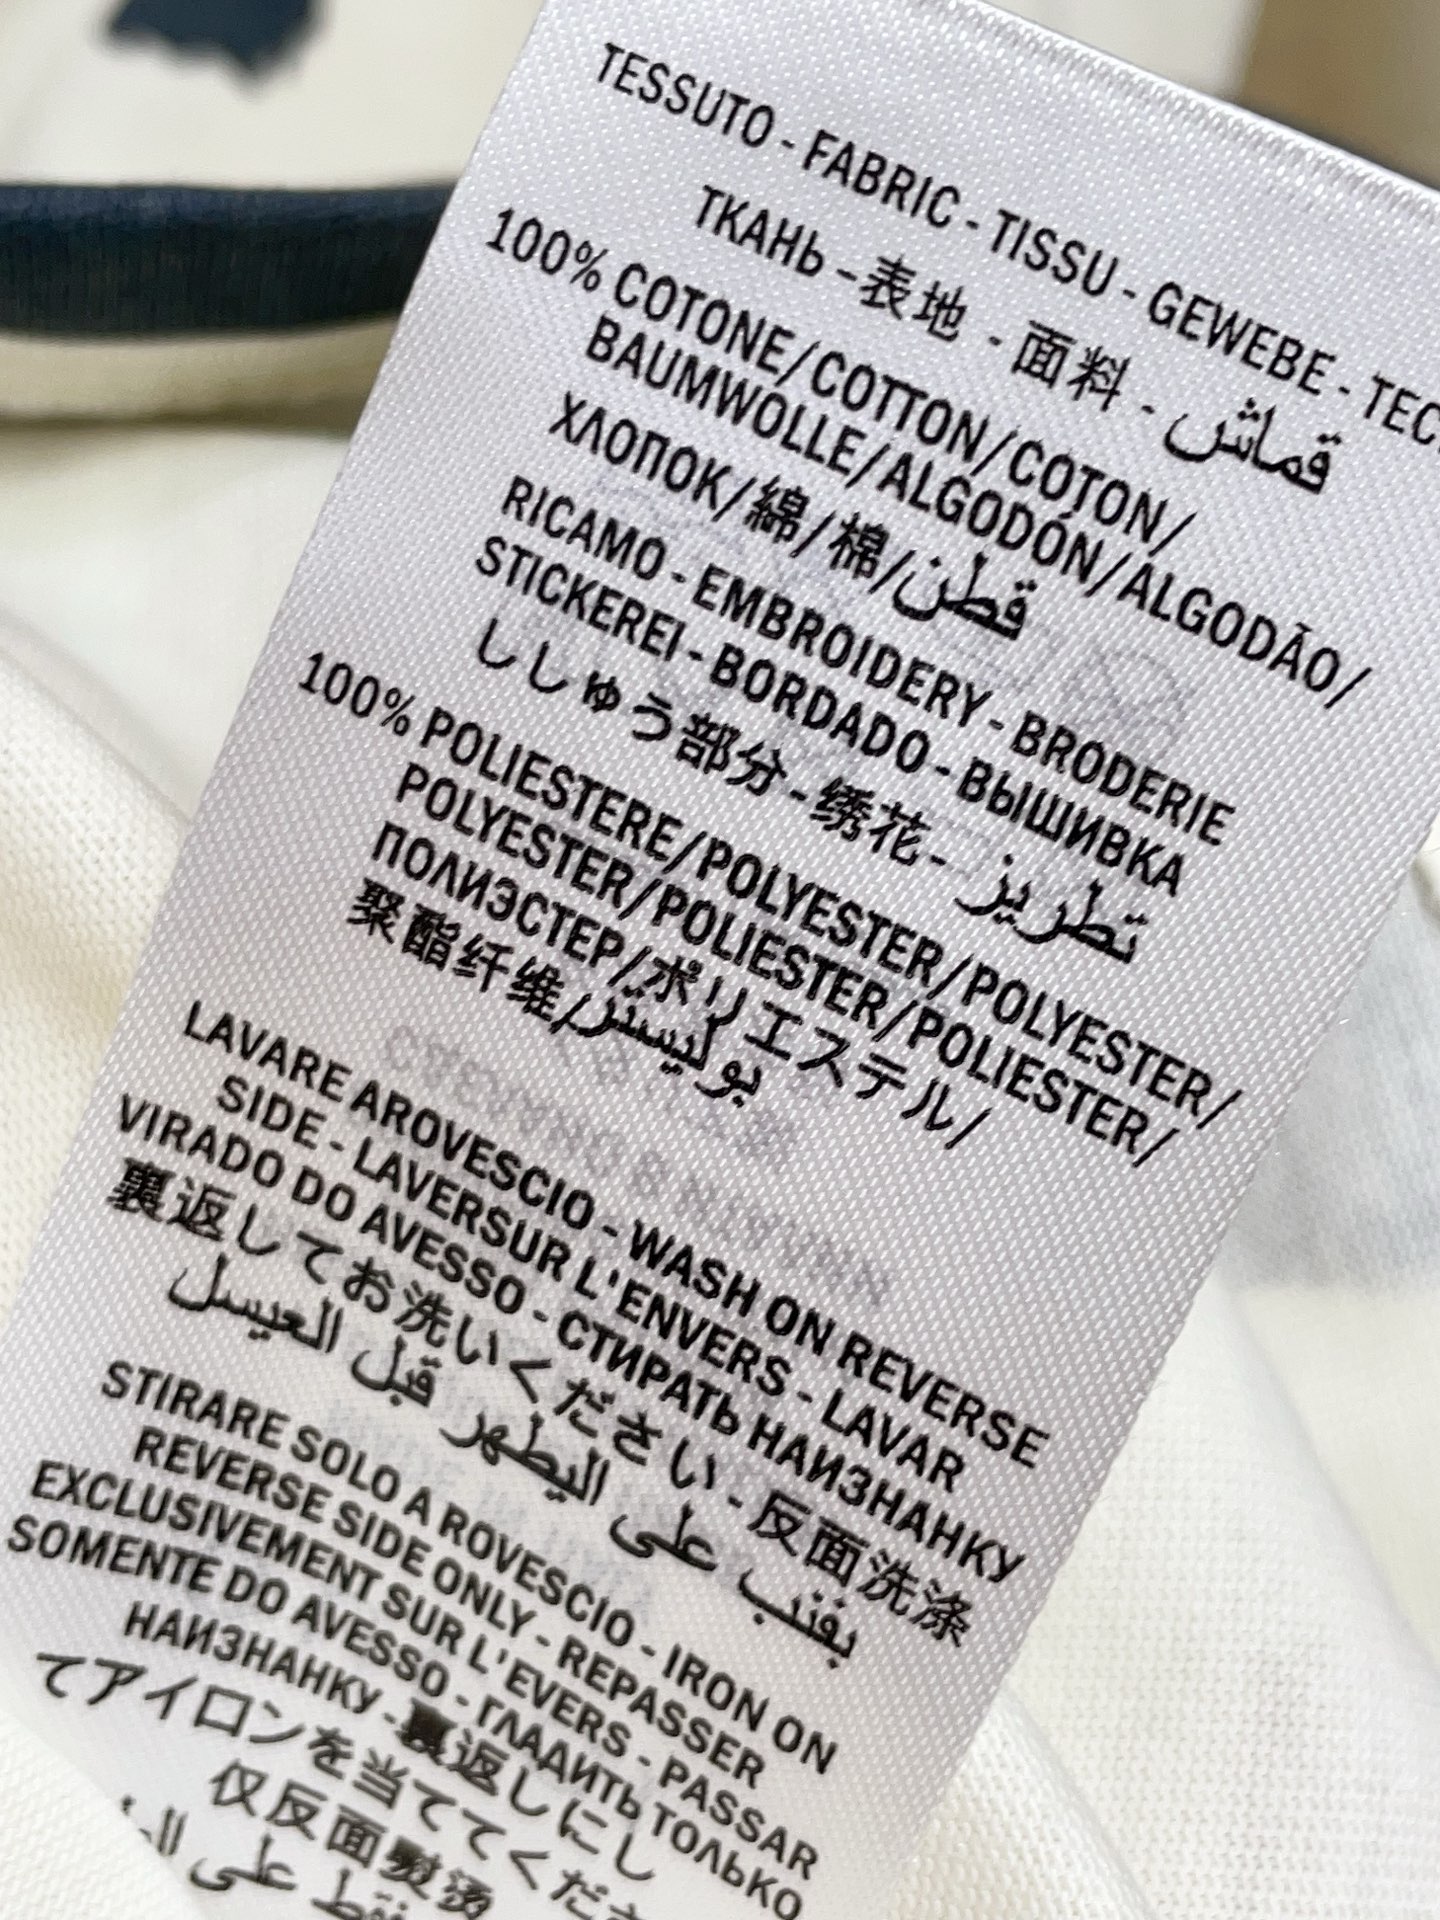 TESSUTO - FABRIC - TISSU - GEWEBE - TEC
ТКАНЬ - 表地 - 面料 - قماش
100% COTONE/COTTON/COTON/
BAUMWOLLE/ALGODÓN/ALGODÃO/
ХЛОПОК/綿/棉/قطن
RICAMO - EMBROIDERY - BRODERIE
STICKEREI - BORDADO - ВЫШИВКА
ししゅう部分 - 绣花 - تطريز
100% POLIESTERE/POLYESTER/POLYESTER/
POLYESTER/POLIESTER/POLIESTER/
ПОЛИЭСТЕР/ポリエステル/
聚酯纤维/بوليستر
LAVARE AROVESCIO - WASH ON REVERSE
SIDE - LAVERSUR L'ENVERS - LAVAR
VIRADO DO AVESSO - СТИРАТЬ НАИЗНАНКУ
裏返してお洗いください - 反面洗涤
على البطهر قبل العيسل
STIRARE SOLO A ROVESCIO - IRON ON
REVERSE SIDE ONLY - REPASSER
EXCLUSIVEMENT SUR L'EVERS - PASSAR
SOMENTE DO AVESSO - ГЛАДИТЬ ТОЛЬКО
НАИЗНАНКУ - 裏返しにし
てアイロンを当ててくださ
仅反面熨烫
على